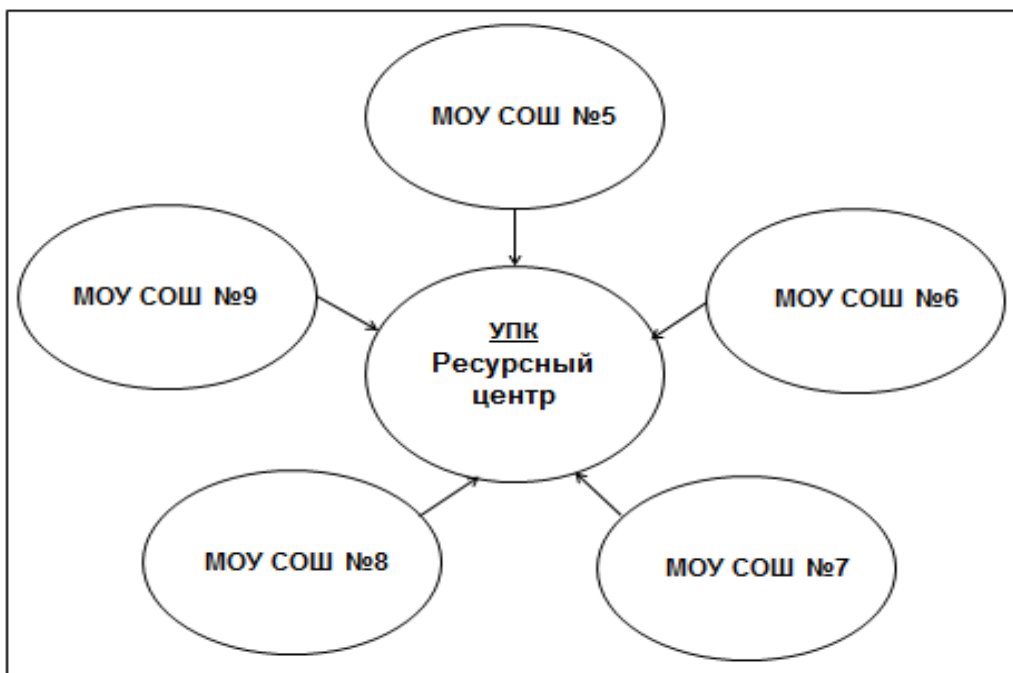 МОУ СОШ №5
МОУ СОШ №9
МОУ СОШ №6
УПК
Ресурсный
центр
МОУ СОШ №8
МОУ СОШ №7